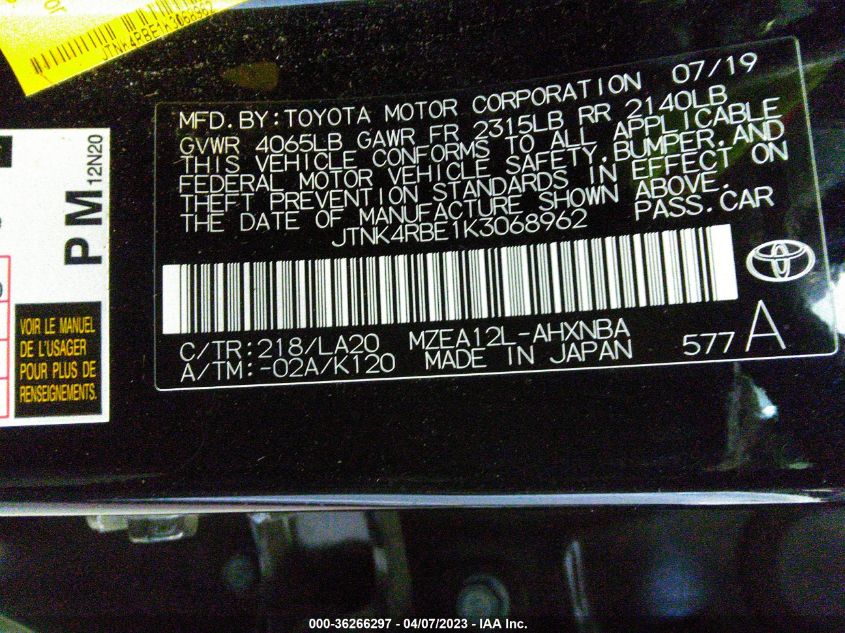 JTNK4RBE1K3068962
PM
12N20
VOIR LE MANUEL
DE L'USAGER
POUR PLUS DE
RENSEIGNEMENTS.
MFD.BY:TOYOTA MOTOR CORPORATION 07/19
GVWR 4065LB GAWR FR 2315LB RR 2140LB
THIS VEHICLE CONFORMS TO ALL APPLICABLE
FEDERAL MOTOR VEHICLE SAFETY,BUMPER,AND
THEFT PREVENTION STANDARDS IN EFFECT ON
THE DATE OF MANUFACTURE SHOWN ABOVE.
JTNK4RBE1K3068962 PASS.CAR
C/TR:218/LA20 MZEA12L-AHXNBA
A/TM:-02A/K120 MADE IN JAPAN 577 A
000-36266297 - 04/07/2023 - IAA Inc.